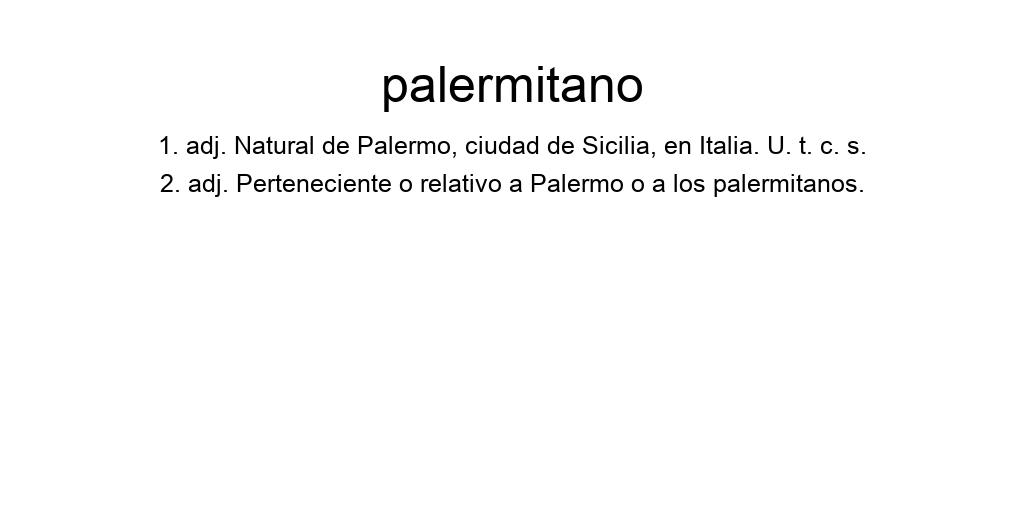 palermitano
1. adj. Natural de Palermo, ciudad de Sicilia, en Italia. U. t. c. s.
2. adj. Perteneciente o relativo a Palermo o a los palermitanos.